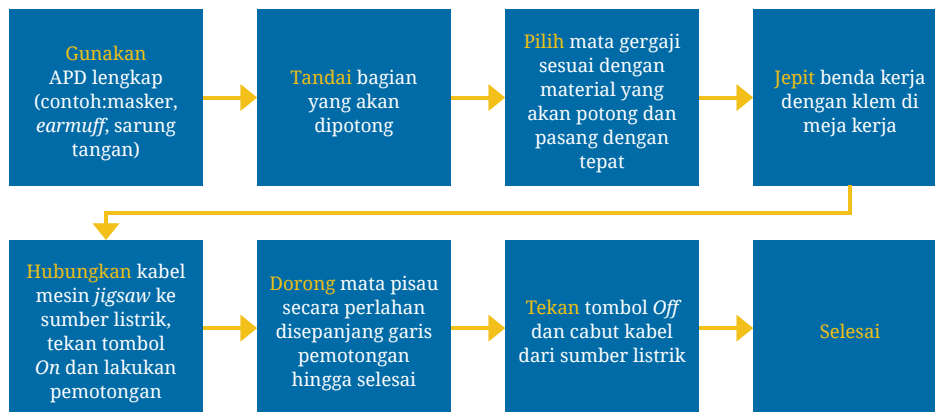 Gunakan
APD lengkap
(contoh:masker,
earmuff, sarung
tangan)
Tandai bagian
yang akan
dipotong
Pilih mata gergaji
sesuai dengan
material yang
akan potong dan
pasang dengan
tepat
Jepit benda kerja
dengan klem di
meja kerja
Hubungkan kabel
mesin jigsaw ke
sumber listrik,
tekan tombol
On dan lakukan
pemotongan
Dorong mata pisau
secara perlahan
disepanjang garis
pemotongan
hingga selesai
Tekan tombol Off
dan cabut kabel
dari sumber listrik
Selesai